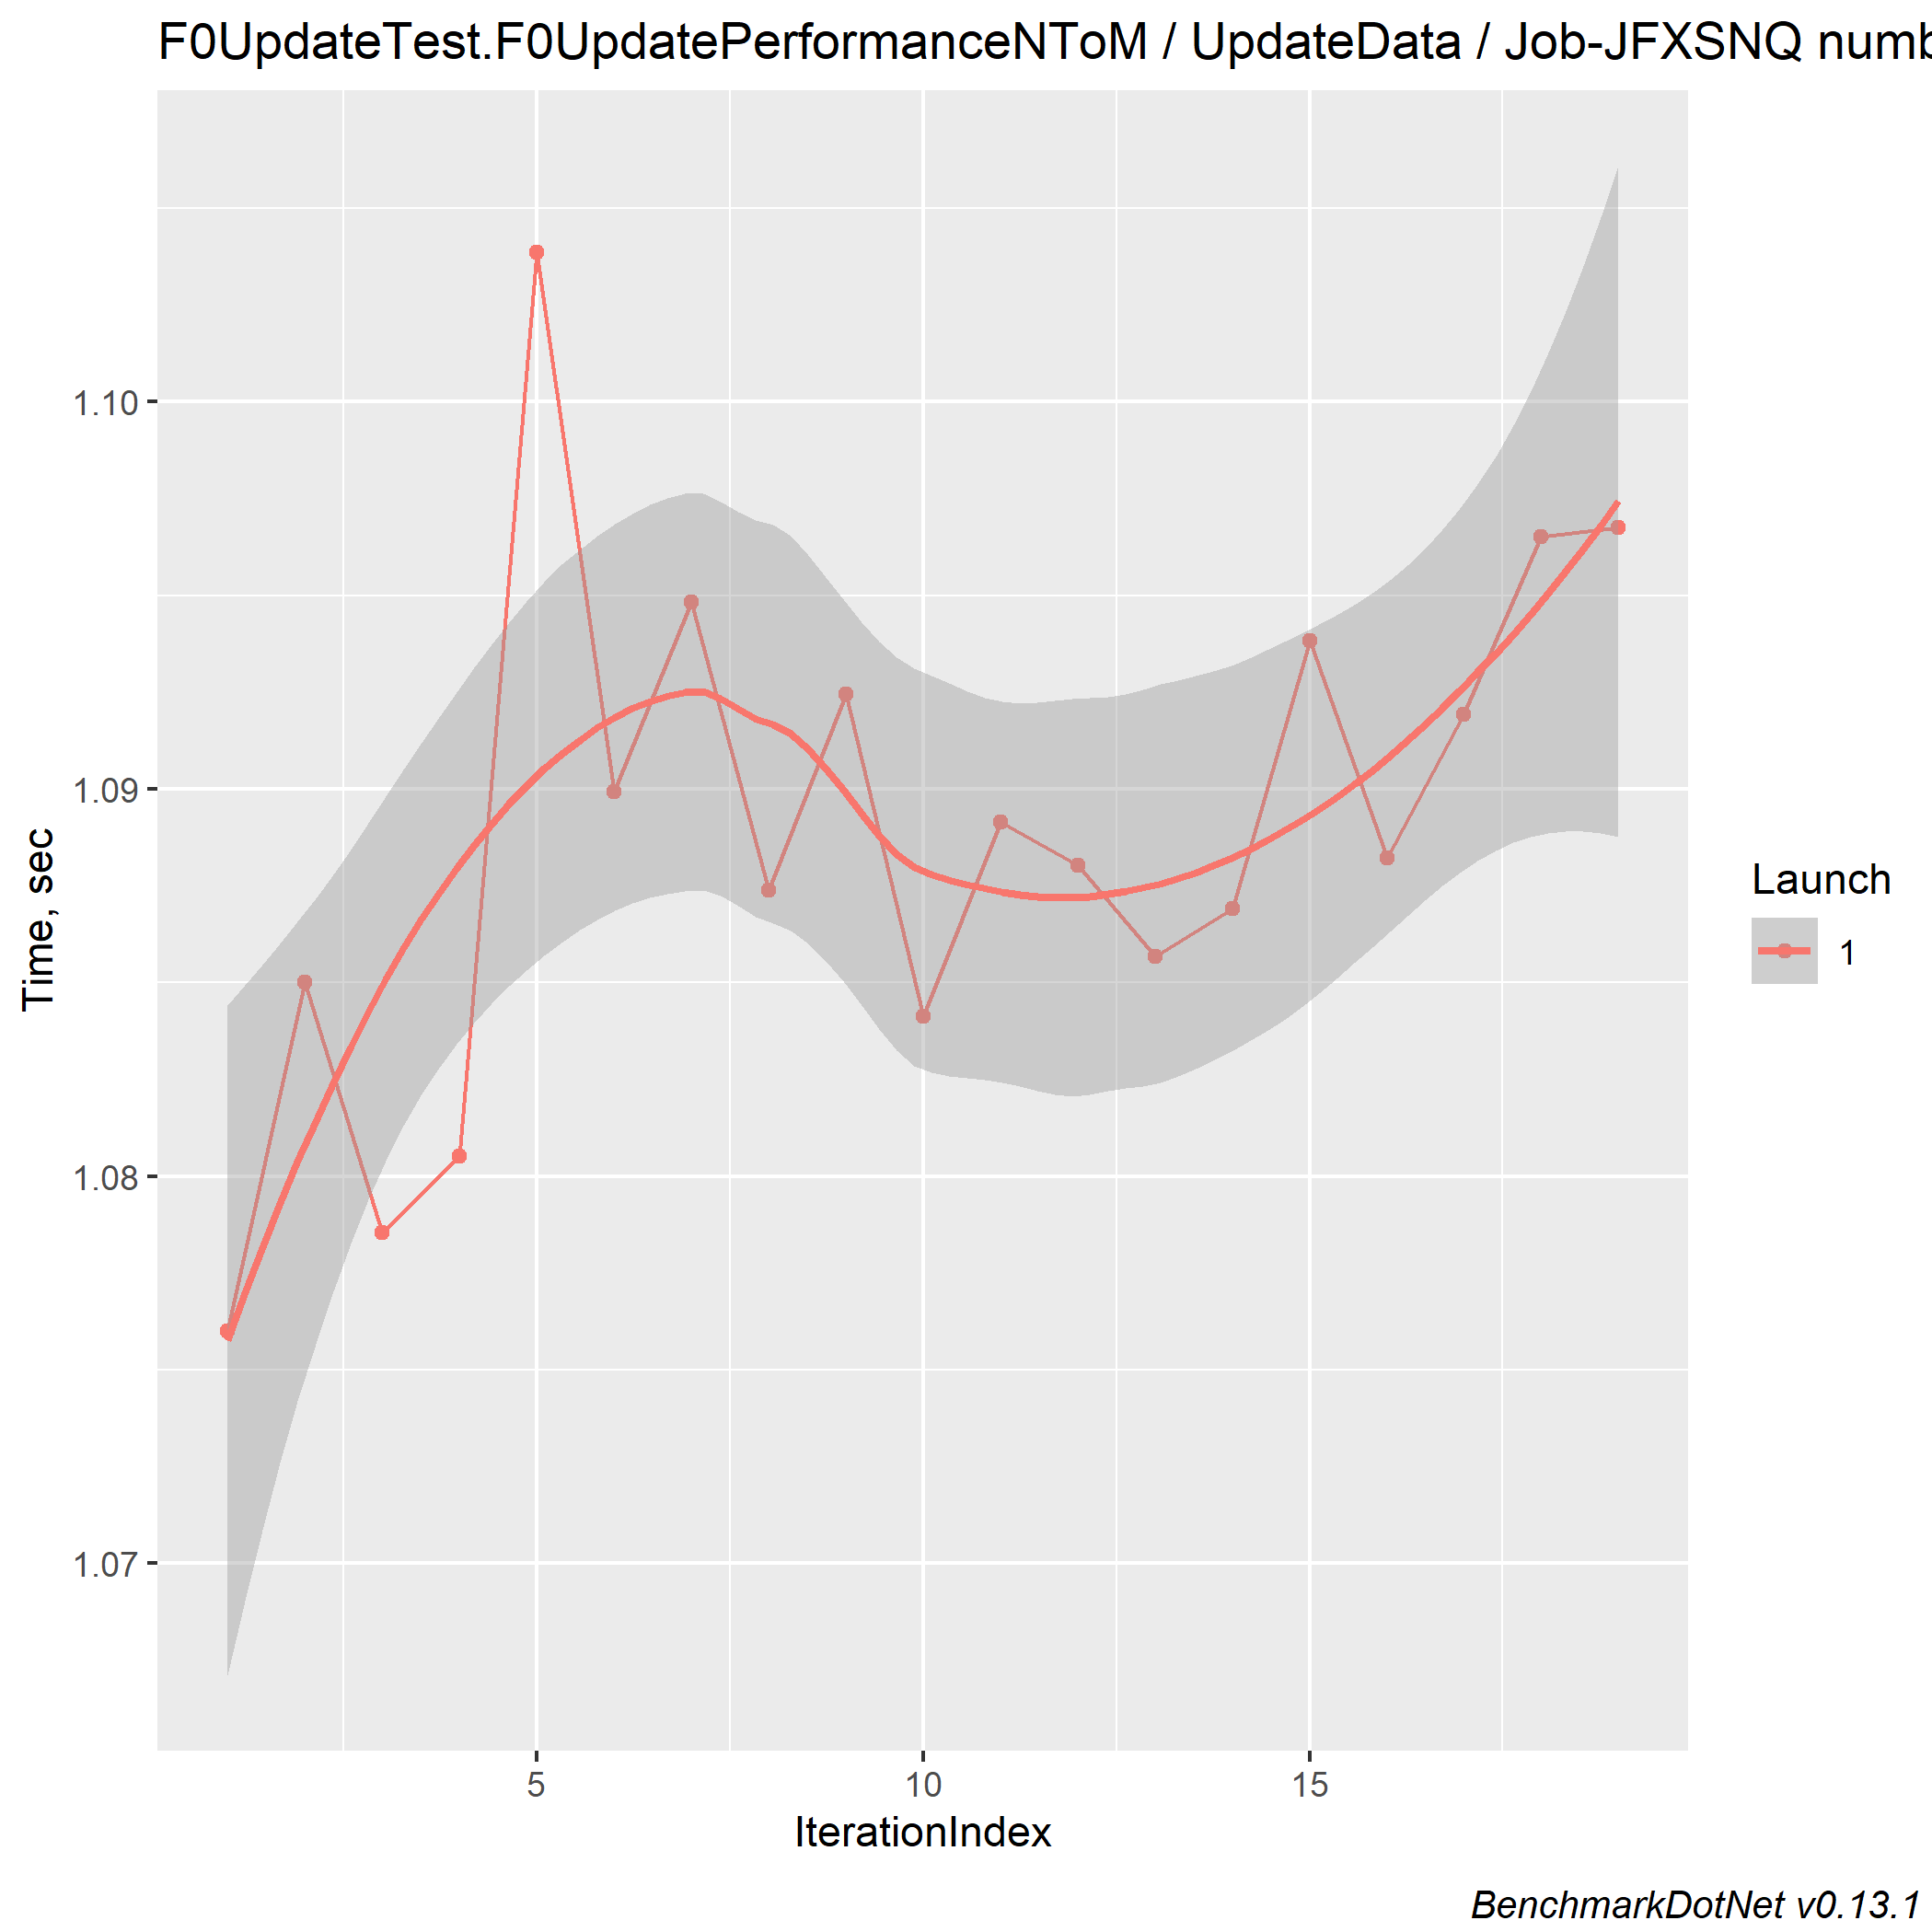 F0UpdateTest.F0UpdatePerformanceNToM / UpdateData / Job-JFXSNQ numb
1.10
1.09
1.08
1.07
Time, sec
5
10
15
IterationIndex
Launch
1
BenchmarkDotNet v0.13.1